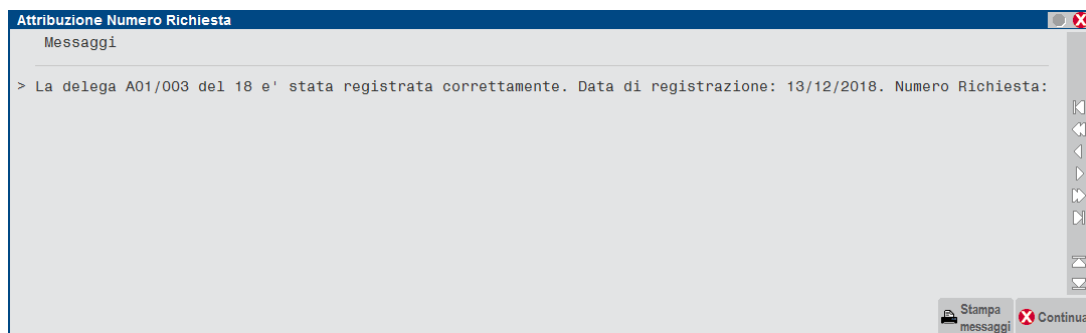 Attribuzione Numero Richiesta
Messaggi
> La delega A01/003 del 18 e' stata registrata correttamente. Data di registrazione: 13/12/2018. Numero Richiesta:
Stampa
messaggi
Continua